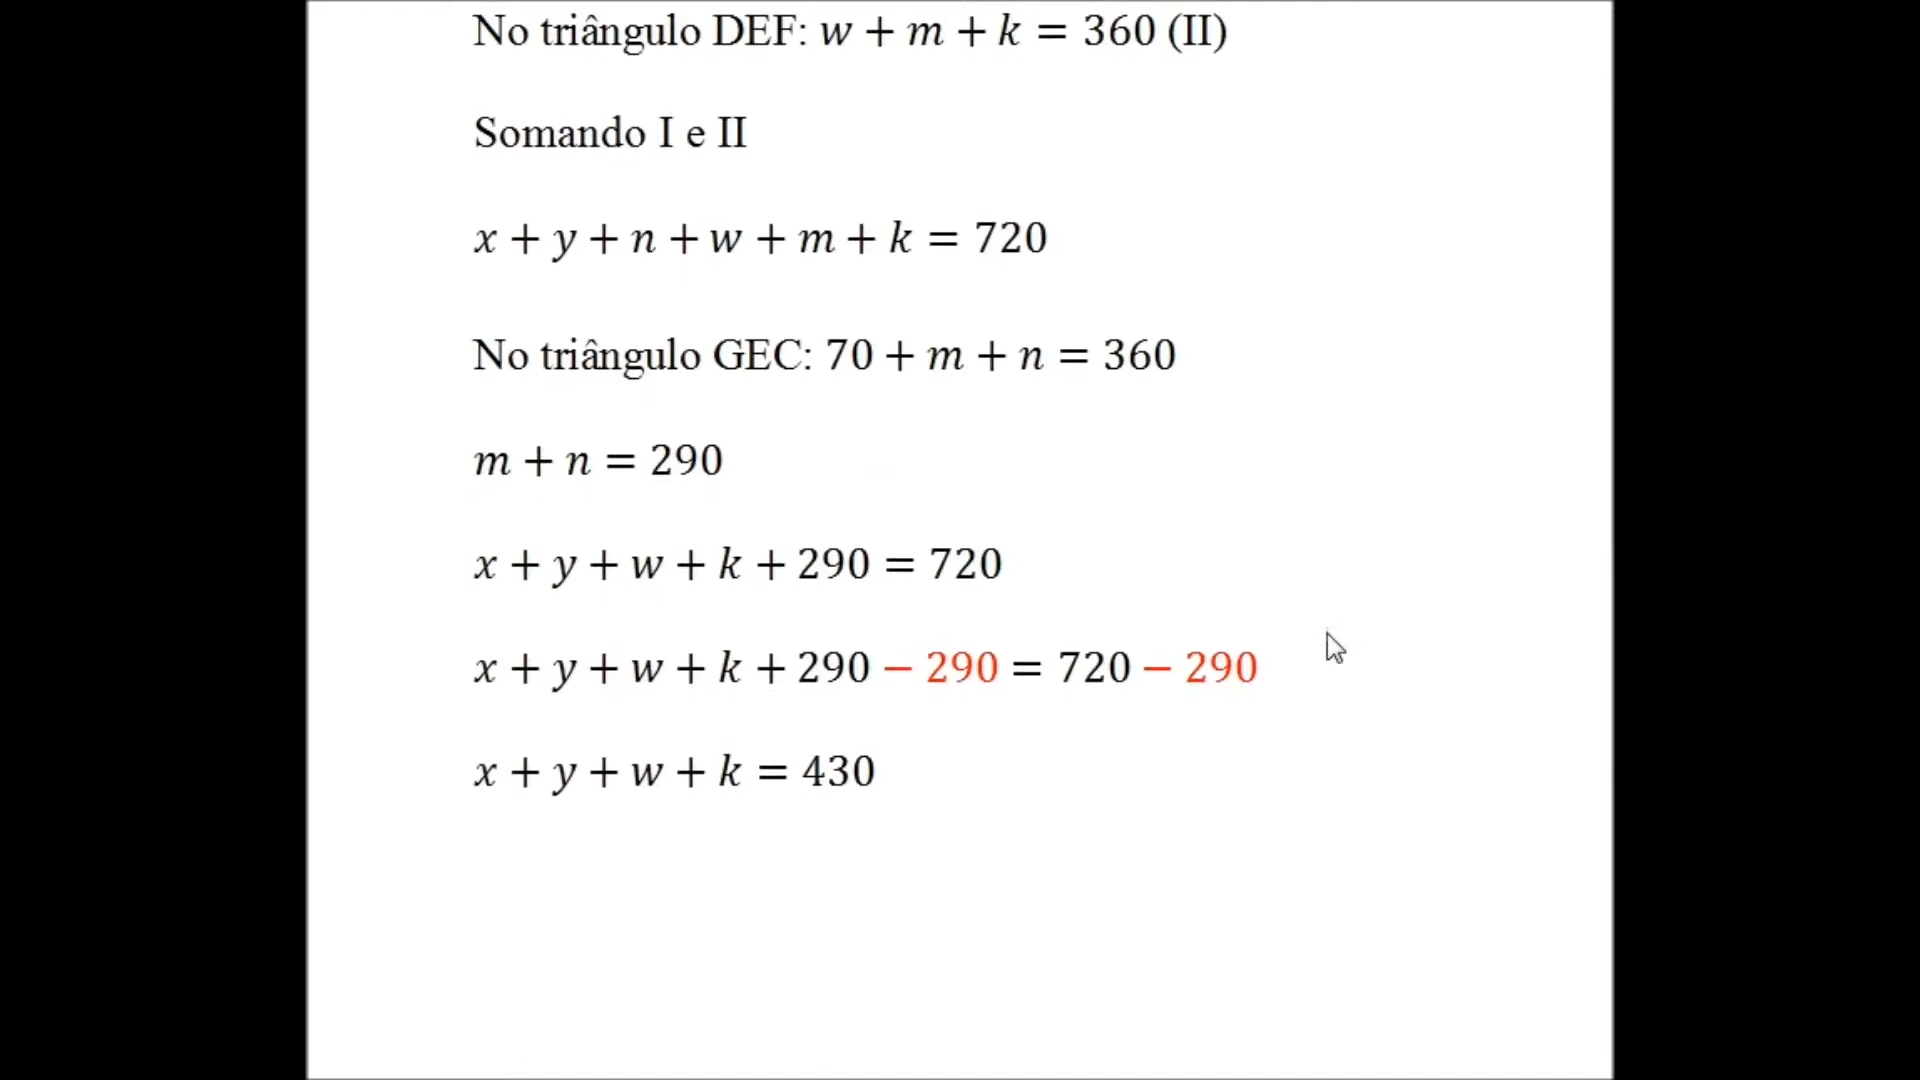 No triângulo DEF: w + m + k = 360 (II)
Somando I e II
x + y + n + w + m + k = 720
No triângulo GEC: 70 + m + n = 360
m + n = 290
x + y + w + k + 290 = 720
x + y + w + k + 290 − 290 = 720 − 290
x + y + w + k = 430